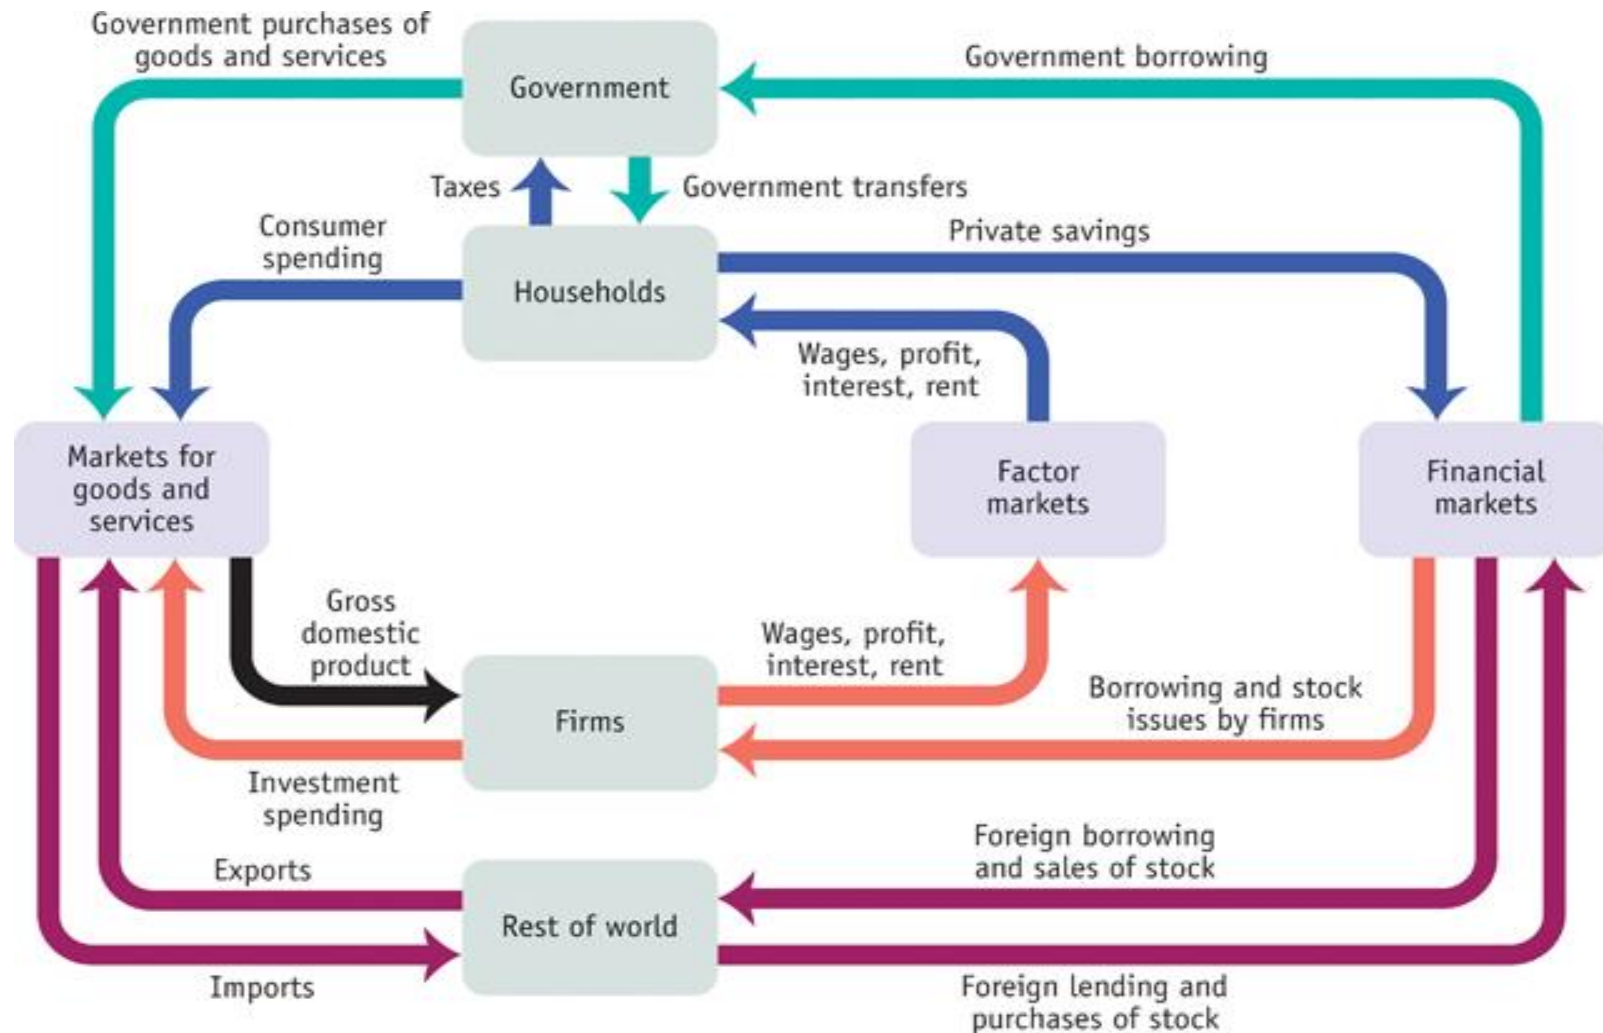 Government purchases of
goods and services
Government
Government borrowing
Taxes
Government transfers
Consumer
spending
Private savings
Households
Wages, profit,
interest, rent
Markets for
goods and
services
Factor
markets
Financial
markets
Gross
domestic
product
Wages, profit,
interest, rent
Borrowing and stock
issues by firms
Firms
Investment
spending
Foreign borrowing
and sales of stock
Exports
Rest of world
Imports
Foreign lending and
purchases of stock